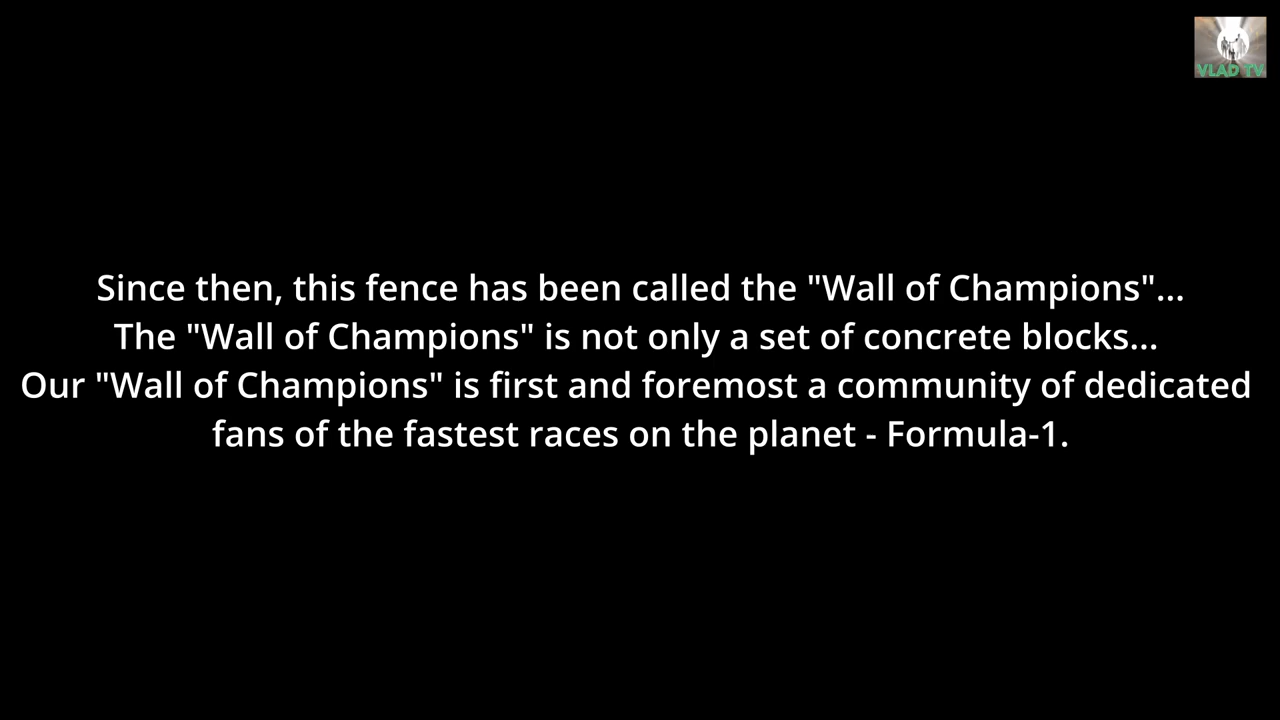 VLAD TV
Since then, this fence has been called the "Wall of Champions"...
The "Wall of Champions" is not only a set of concrete blocks...
Our "Wall of Champions" is first and foremost a community of dedicated
fans of the fastest races on the planet - Formula-1.